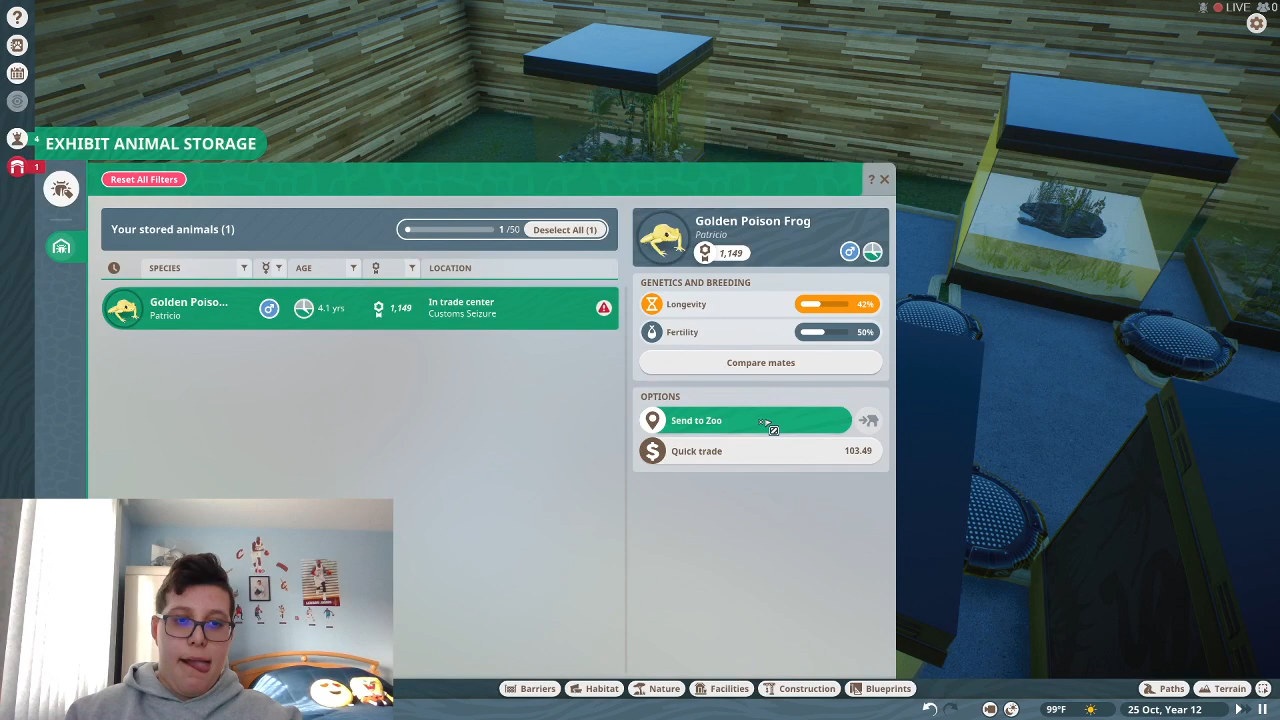 LIVE 0
4
EXHIBIT ANIMAL STORAGE
1
Reset All Filters
?
Your stored animals (1)
1 /50
Deselect All (1)
SPECIES
AGE
LOCATION
Golden Poiso...
Patricio
4.1 yrs
1,149
In trade center
Customs Seizure
Golden Poison Frog
Patricio
1,149
GENETICS AND BREEDING
Longevity
42%
Fertility
50%
Compare mates
OPTIONS
Send to Zoo
Quick trade
103.49
Barriers
Habitat
Nature
Facilities
Construction
Blueprints
Paths
Terrain
99°F
25 Oct, Year 12